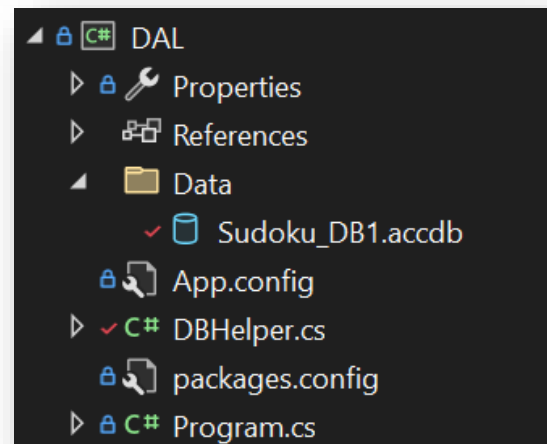 C# DAL
Properties
References
Data
Sudoku_DB1.accdb
App.config
C# DBHelper.cs
packages.config
C# Program.cs